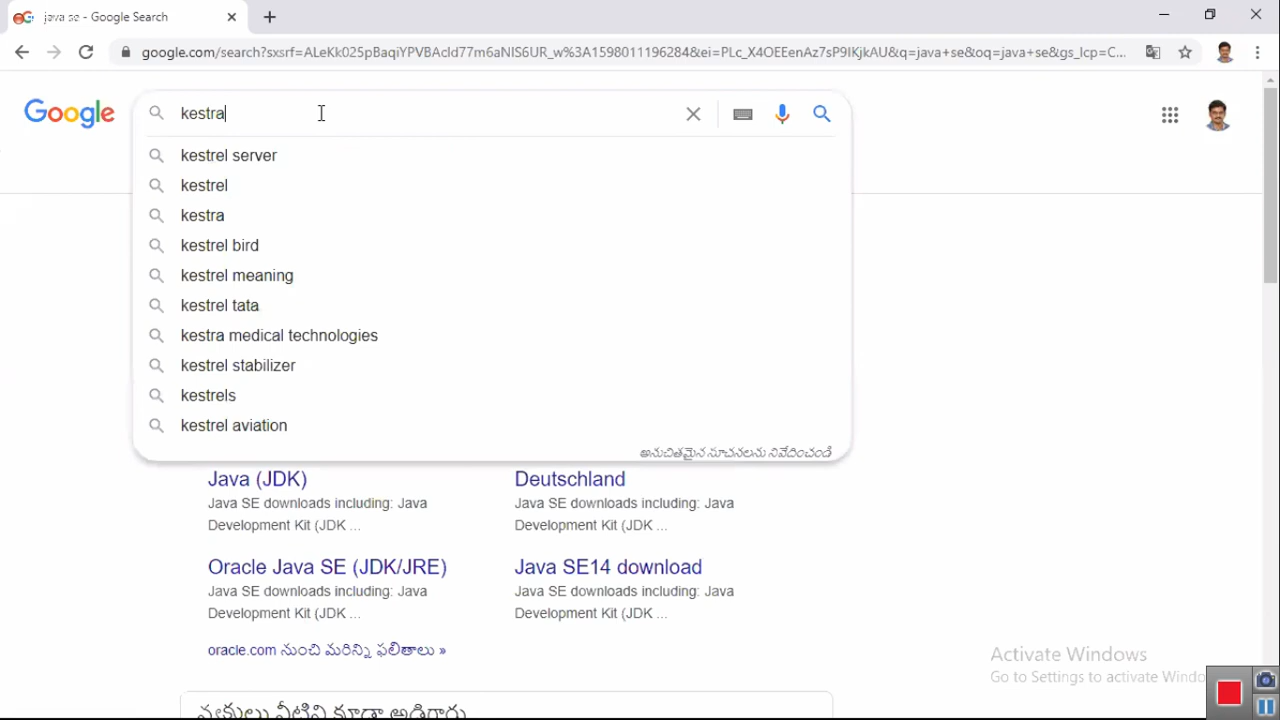 java se - Google Search
google.com/search?sxsrf=ALeKk025pBaqiYPVBAcId77m6aNIS6UR_w%3A1598011196284&ei=PLc_X4OEEenAz7sP9IKjkAU&q=java+se&oq=java+se&gs_lcp=C...
Google
kestra
kestrel server
kestrel
kestra
kestrel bird
kestrel meaning
kestrel tata
kestra medical technologies
kestrel stabilizer
kestrels
kestrel aviation
అనుచితమైన సూచనలను నివేదించండి
Java (JDK)
Java SE downloads including: Java
Development Kit (JDK ...
Deutschland
Java SE downloads including: Java
Development Kit (JDK ...
Oracle Java SE (JDK/JRE)
Java SE downloads including: Java
Development Kit (JDK ...
Java SE14 download
Java SE downloads including: Java
Development Kit (JDK ...
oracle.com నుంచి మరిన్ని ఫలితాలు »
Activate Windows
Go to Settings to activate Windo
వ్యక్తులు వీటిని కూడా అడిగారు